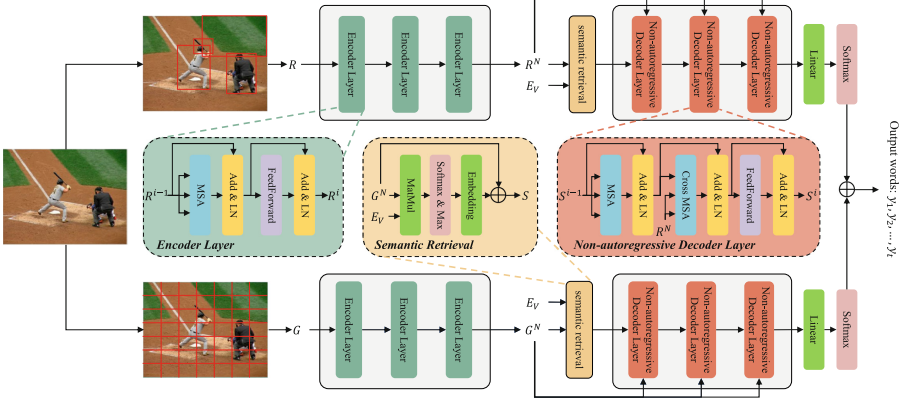 R
Encoder Layer
Encoder Layer
Encoder Layer
R^N
E_V
semantic retrieval
Non-autoregressive Decoder Layer
Non-autoregressive Decoder Layer
Non-autoregressive Decoder Layer
Linear
Softmax
R^{i-1}
MSA
Add & LN
FeedForward
Add & LN
R^i
Encoder Layer
G^N
E_V
MatMul
Softmax & Max
Embedding
S
Semantic Retrieval
S^{i-1}
MSA
Add & LN
R^N
Cross MSA
Add & LN
FeedForward
Add & LN
S^i
Non-autoregressive Decoder Layer
Output words: y_1, y_2, ..., y_t
G
Encoder Layer
Encoder Layer
Encoder Layer
E_V
G^N
semantic retrieval
Non-autoregressive Decoder Layer
Non-autoregressive Decoder Layer
Non-autoregressive Decoder Layer
Linear
Softmax